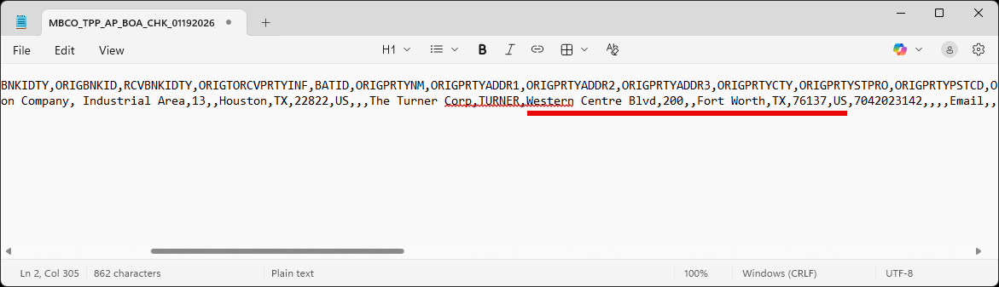 MBCO_TPP_AP_BOA_CHK_01192026
File Edit View H1 B I
BNKIDTY,ORIGBNKID,RCVBNKIDTY,ORIGTORCVPRTYINF,BATID,ORIGPRTYNM,ORIGPRTYADDR1,ORIGPRTYADDR2,ORIGPRTYADDR3,ORIGPRTYCTY,ORIGPRTYSTPRO,ORIGPRTYPSTCD,O
on Company, Industrial Area,13,,Houston,TX,22822,US,,,The Turner Corp,TURNER,Western Centre Blvd,200,,Fort Worth,TX,76137,US,7042023142,,,,Email,,
Ln 2, Col 305 862 characters Plain text 100% Windows (CRLF) UTF-8